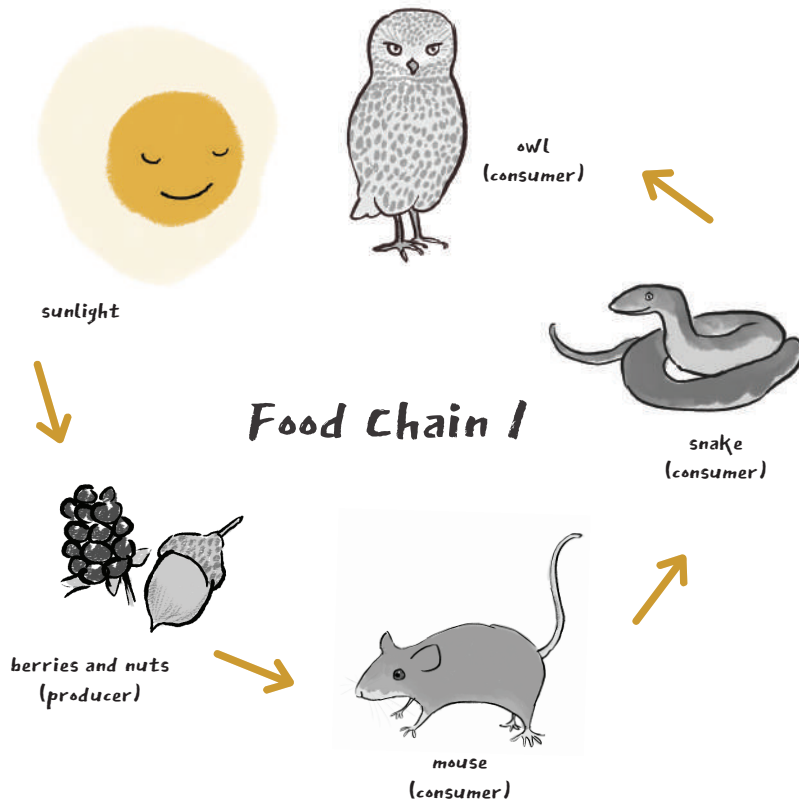 owl
(consumer)
sunlight
Food Chain 1
snake
(consumer)
berries and nuts
(producer)
mouse
(consumer)